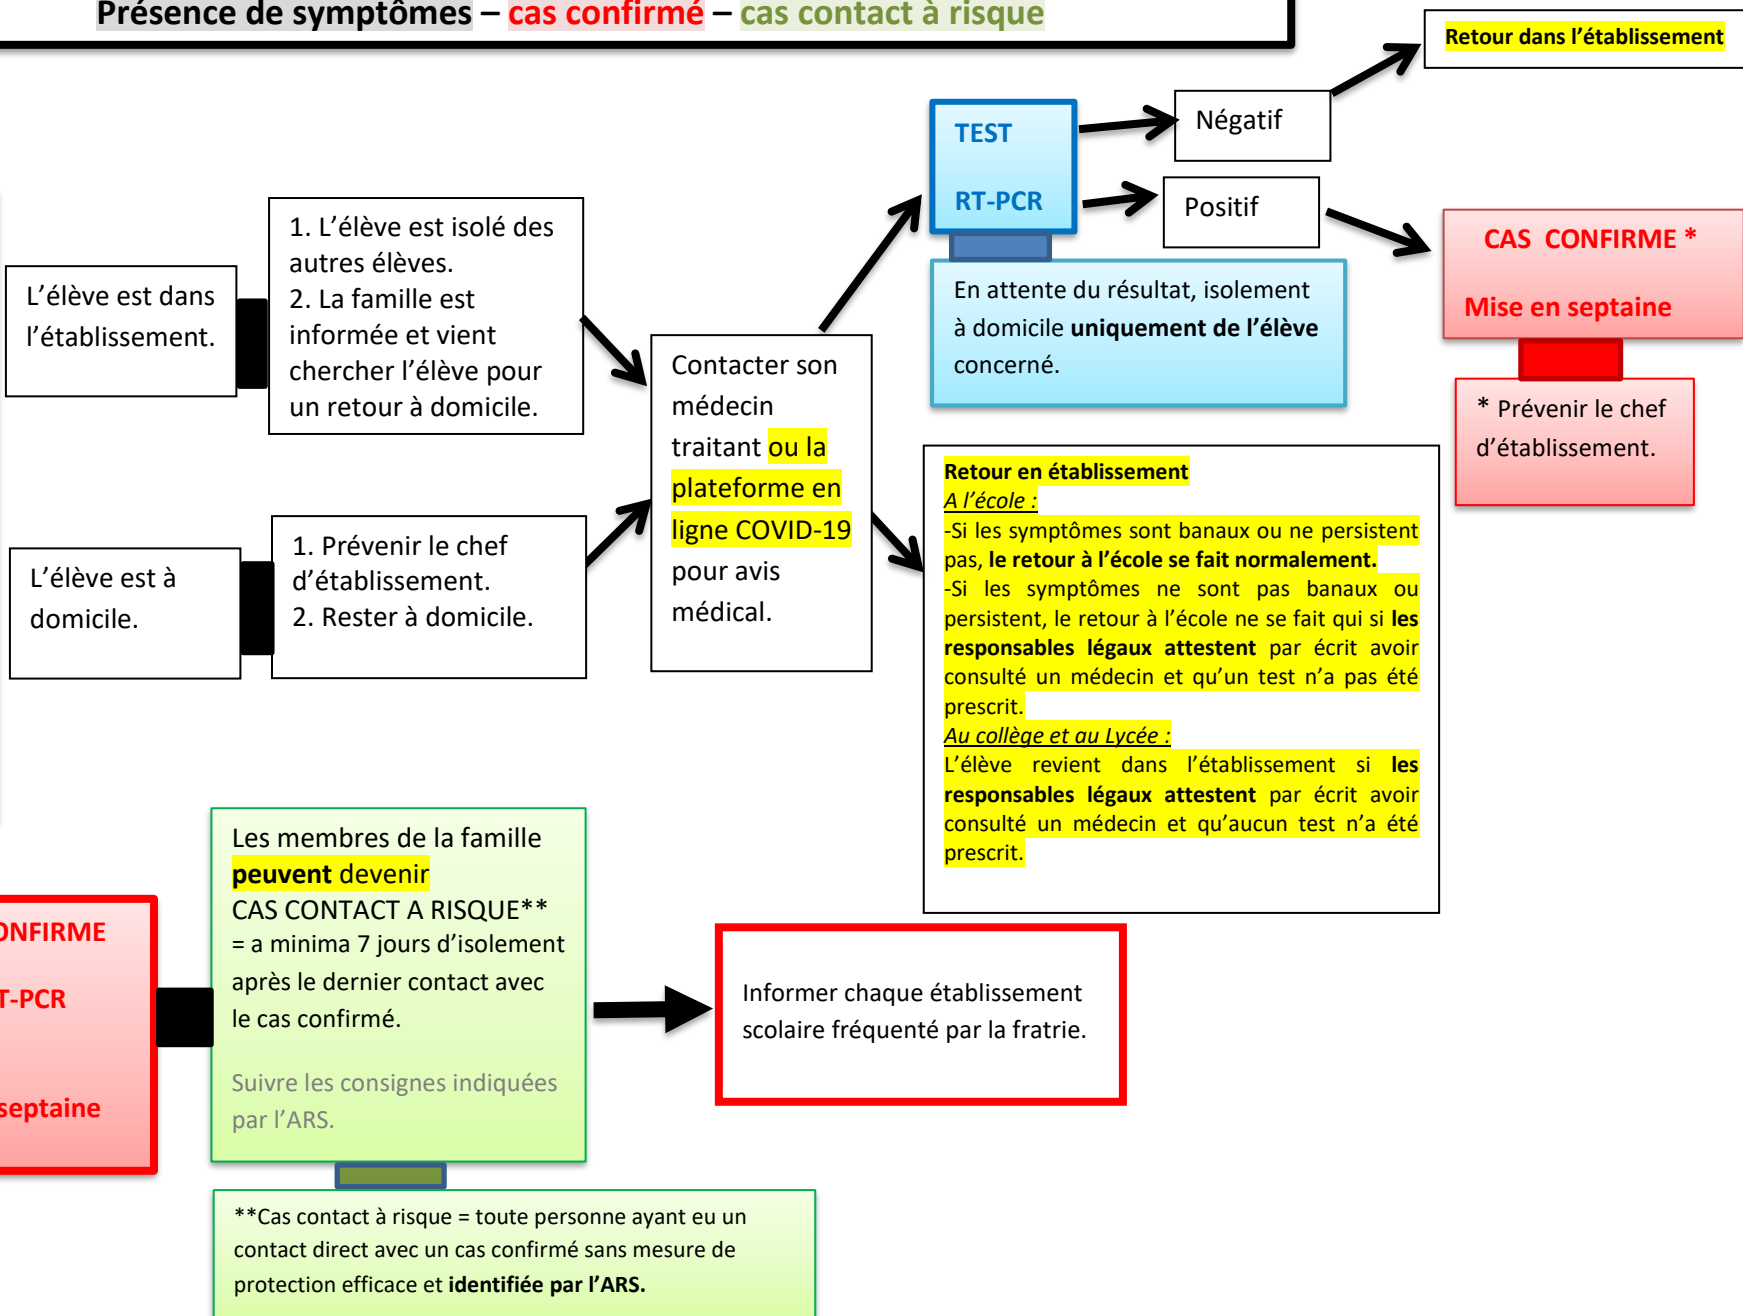 Présence de symptômes – cas confirmé – cas contact à risque
Retour dans l’établissement
TEST
RT-PCR
Négatif
Positif
CAS CONFIRME *
Mise en septaine
* Prévenir le chef
d’établissement.
L’élève est dans
l’établissement.
1. L’élève est isolé des
autres élèves.
2. La famille est
informée et vient
chercher l’élève pour
un retour à domicile.
En attente du résultat, isolement
à domicile uniquement de l’élève
concerné.
Contacter son
médecin
traitant ou la
plateforme en
ligne COVID-19
pour avis
médical.
L’élève est à
domicile.
1. Prévenir le chef
d’établissement.
2. Rester à domicile.
Retour en établissement
A l’école :
-Si les symptômes sont banaux ou ne persistent
pas, le retour à l’école se fait normalement.
-Si les symptômes ne sont pas banaux ou
persistent, le retour à l’école ne se fait qui si les
responsables légaux attestent par écrit avoir
consulté un médecin et qu’un test n’a pas été
prescrit.
Au collège et au Lycée :
L’élève revient dans l’établissement si les
responsables légaux attestent par écrit avoir
consulté un médecin et qu’aucun test n’a été
prescrit.
ONFIRME
T-PCR
septaine
Les membres de la famille
peuvent devenir
CAS CONTACT A RISQUE**
= a minima 7 jours d’isolement
après le dernier contact avec
le cas confirmé.
Suivre les consignes indiquées
par l’ARS.
Informer chaque établissement
scolaire fréquenté par la fratrie.
**Cas contact à risque = toute personne ayant eu un
contact direct avec un cas confirmé sans mesure de
protection efficace et identifiée par l’ARS.